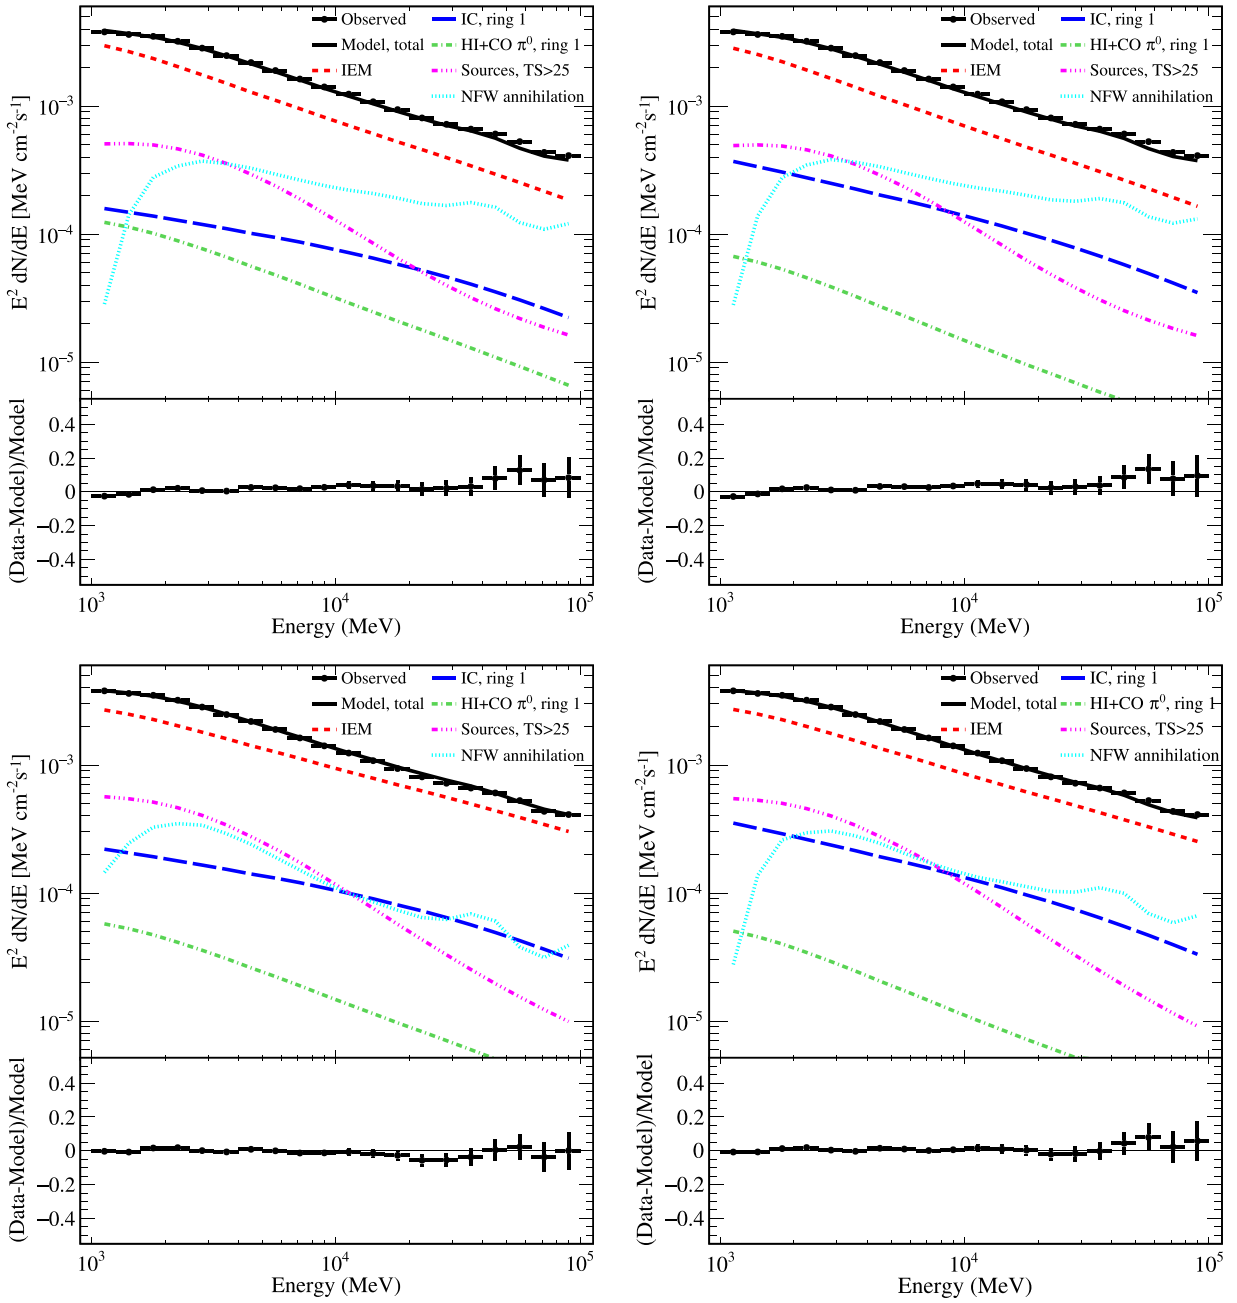 Observed
Model, total
IEM
IC, ring 1
HI+CO π⁰, ring 1
Sources, TS>25
NFW annihilation
E² dN/dE [MeV cm⁻²s⁻¹]
10⁻³
10⁻⁴
10⁻⁵
(Data-Model)/Model
0.4
0.2
0
−0.2
−0.4
10³
10⁴
10⁵
Energy (MeV)
Observed
Model, total
IEM
IC, ring 1
HI+CO π⁰, ring 1
Sources, TS>25
NFW annihilation
E² dN/dE [MeV cm⁻²s⁻¹]
10⁻³
10⁻⁴
10⁻⁵
(Data-Model)/Model
0.4
0.2
0
−0.2
−0.4
10³
10⁴
10⁵
Energy (MeV)
Observed
Model, total
IEM
IC, ring 1
HI+CO π⁰, ring 1
Sources, TS>25
NFW annihilation
E² dN/dE [MeV cm⁻²s⁻¹]
10⁻³
10⁻⁴
10⁻⁵
(Data-Model)/Model
0.4
0.2
0
−0.2
−0.4
10³
10⁴
10⁵
Energy (MeV)
Observed
Model, total
IEM
IC, ring 1
HI+CO π⁰, ring 1
Sources, TS>25
NFW annihilation
E² dN/dE [MeV cm⁻²s⁻¹]
10⁻³
10⁻⁴
10⁻⁵
(Data-Model)/Model
0.4
0.2
0
−0.2
−0.4
10³
10⁴
10⁵
Energy (MeV)